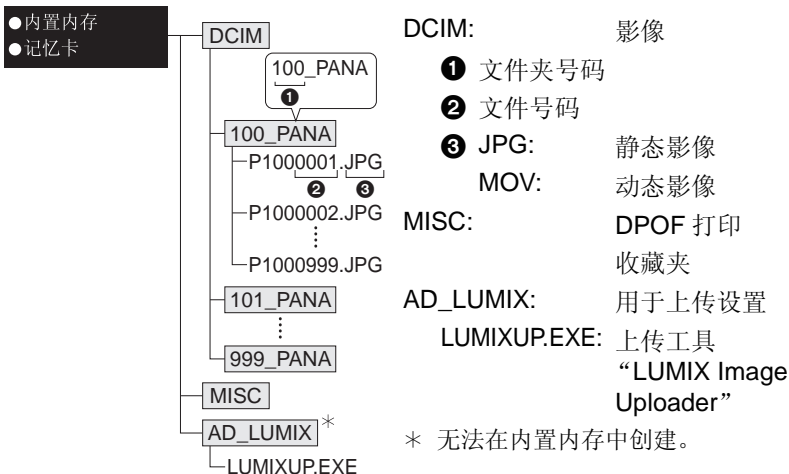 ●内置内存
●记忆卡
DCIM
100_PANA
❶
100_PANA
P1000001.JPG
❷ ❸
P1000002.JPG
P1000999.JPG
101_PANA
999_PANA
MISC
AD_LUMIX＊
LUMIXUP.EXE
DCIM: 影像
❶ 文件夹号码
❷ 文件号码
❸ JPG: 静态影像
MOV: 动态影像
MISC: DPOF 打印
收藏夹
AD_LUMIX: 用于上传设置
LUMIXUP.EXE: 上传工具
“LUMIX Image
Uploader”
＊ 无法在内置内存中创建。